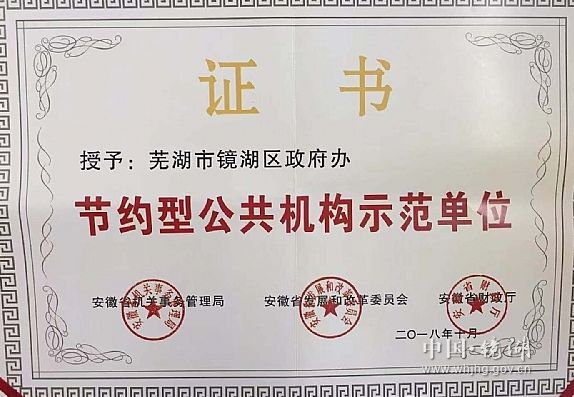 证书
授予：芜湖市镜湖区政府办
节约型公共机构示范单位
安徽省机关事务管理局 安徽省发展和改革委员会 安徽省财政厅
二〇一八年十月
中国·镜湖
www.whjhg.gov.cn